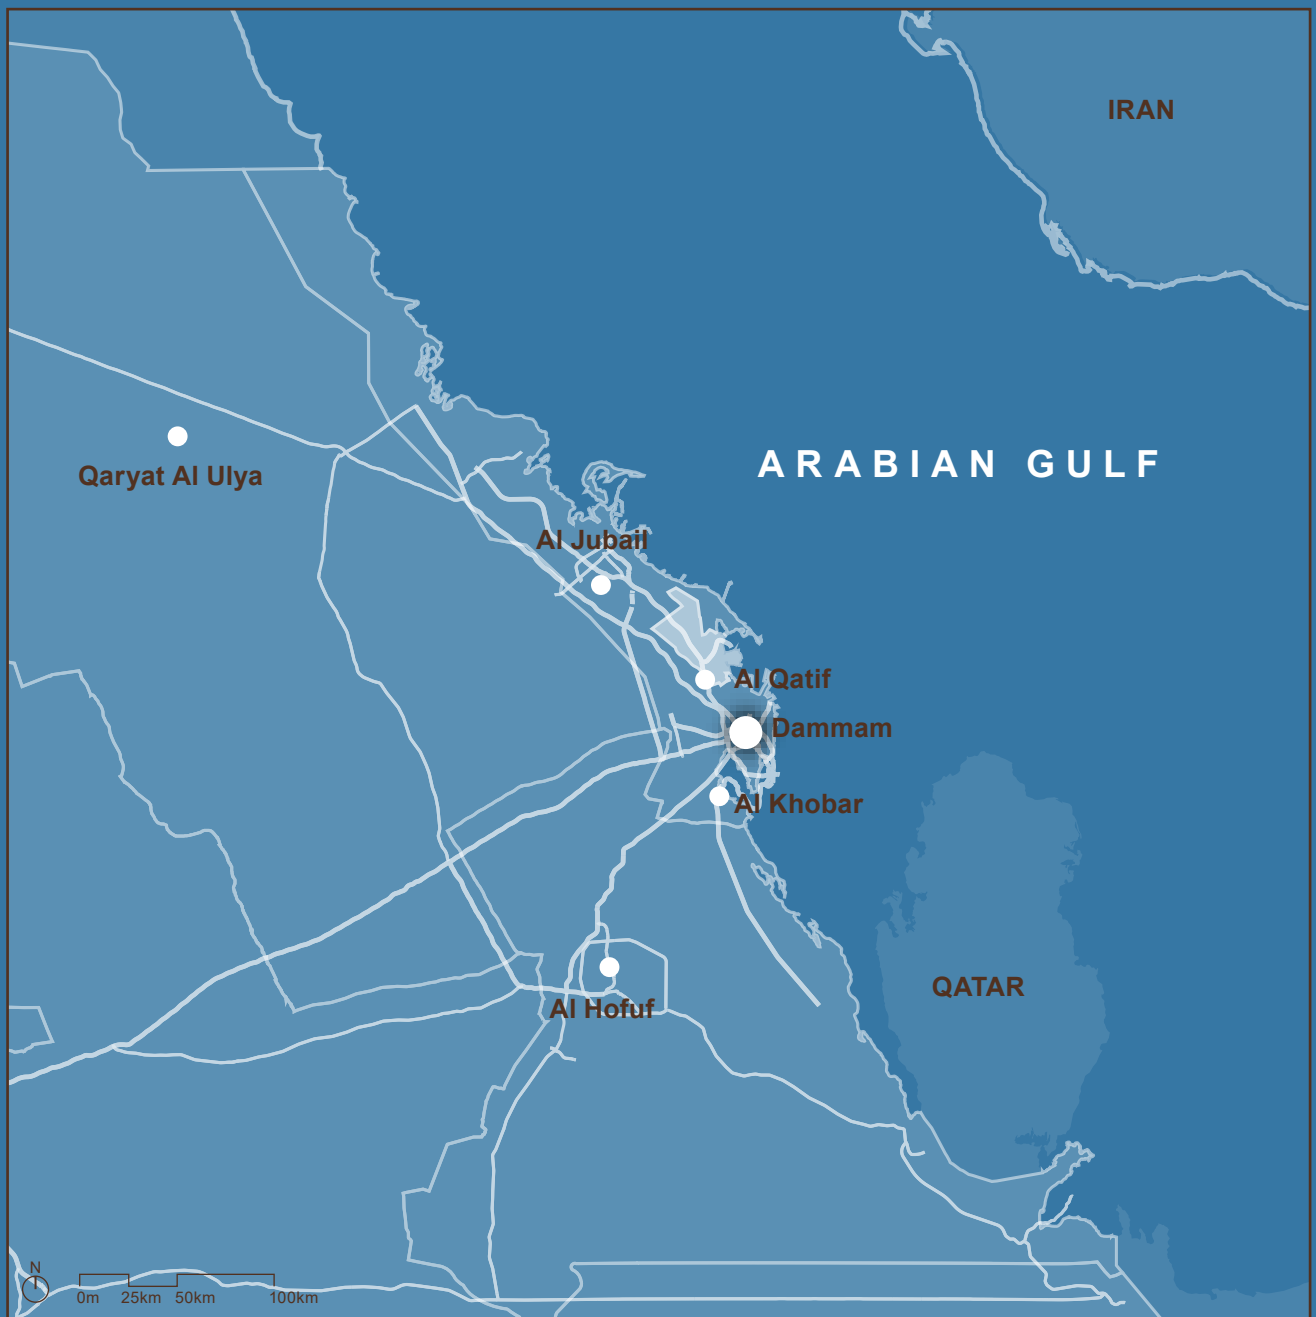 IRAN
ARABIAN GULF
Qaryat Al Ulya
Al Jubail
Al Qatif
Dammam
Al Khobar
QATAR
Al Hofuf
N
0m 25km 50km 100km